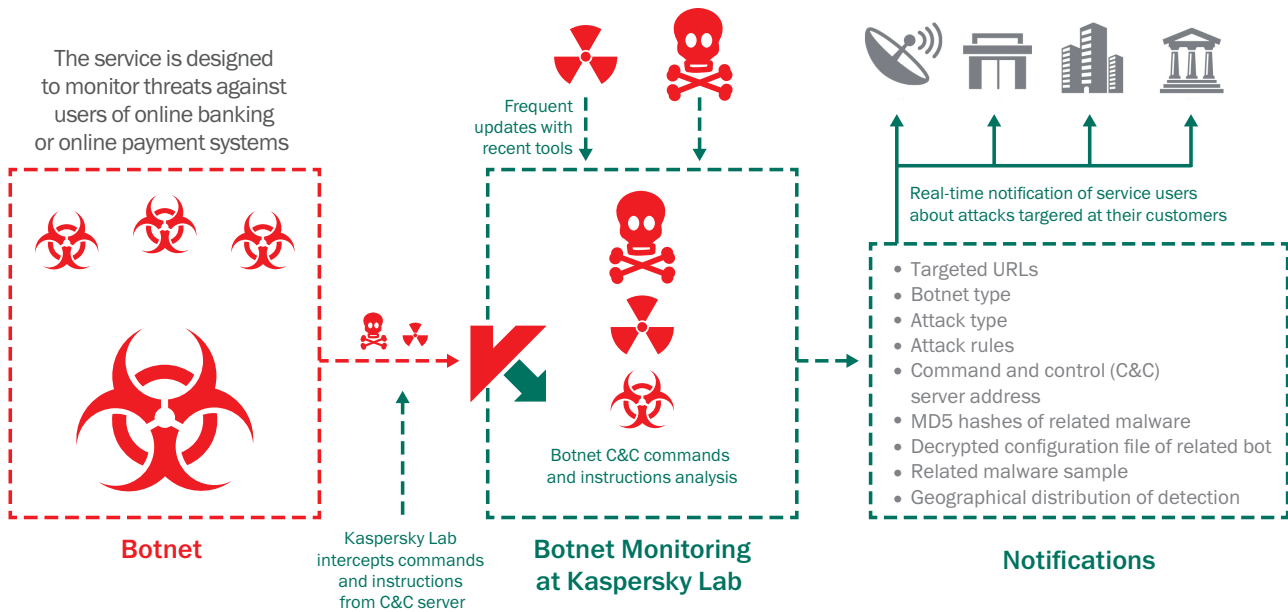 The service is designed
to monitor threats against
users of online banking
or online payment systems
Botnet
Kaspersky Lab
intercepts commands
and instructions
from C&C server
Frequent
updates with
recent tools
Botnet C&C commands
and instructions analysis
Botnet Monitoring
at Kaspersky Lab
Real-time notification of service users
about attacks targered at their customers
• Targeted URLs
• Botnet type
• Attack type
• Attack rules
• Command and control (C&C)
server address
• MD5 hashes of related malware
• Decrypted configuration file of related bot
• Related malware sample
• Geographical distribution of detection
Notifications